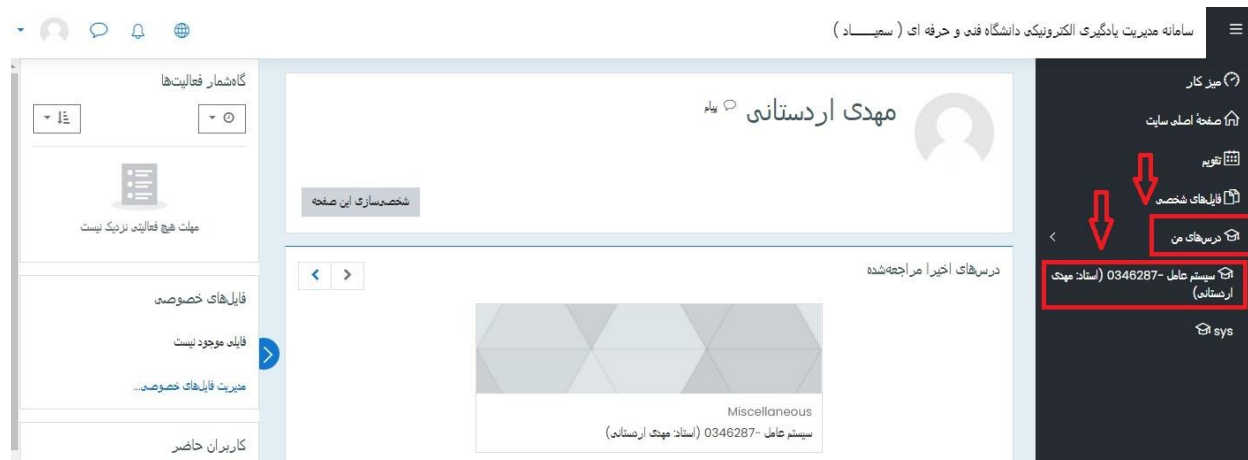 سامانه مدیریت یادگیری الکترونیکی دانشگاه فنی و حرفه ای ( سمیـــــاد )
میز کار
صفحهٔ اصلی سایت
تقویم
فایل‌های شخصی
درس‌های من
سیستم عامل -0346287 (استاد: مهدی
اردستانی)
sys
مهدی اردستانی
پیام
شخصی‌سازی این صفحه
درس‌های اخیرا مراجعه‌شده
Miscellaneous
سیستم عامل -0346287 (استاد: مهدی اردستانی)
گاه‌شمار فعالیت‌ها
مهلت هیچ فعالیتی نزدیک نیست
فایل‌های خصوصی
فایلی موجود نیست
مدیریت فایل‌های خصوصی...
کاربران حاضر